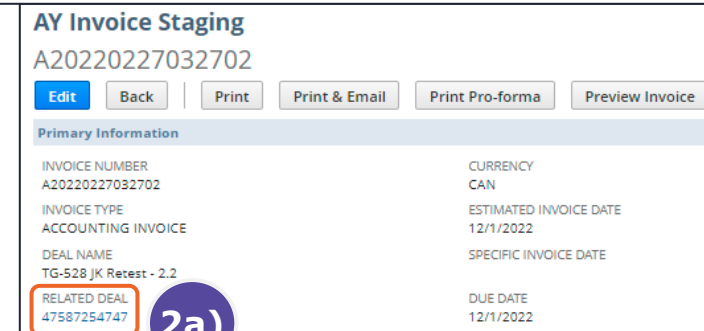 AY Invoice Staging
A20220227032702
Edit Back Print Print & Email Print Pro-forma Preview Invoice
Primary Information
INVOICE NUMBER
A20220227032702
INVOICE TYPE
ACCOUNTING INVOICE
DEAL NAME
TG-528 JK Retest - 2.2
RELATED DEAL
47587254747
2a)
CURRENCY
CAN
ESTIMATED INVOICE DATE
12/1/2022
SPECIFIC INVOICE DATE
DUE DATE
12/1/2022